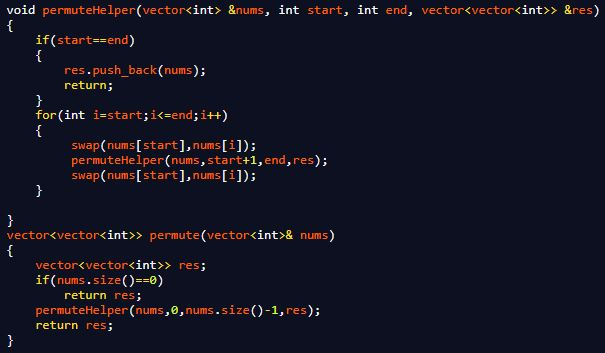 void permuteHelper(vector<int> &nums, int start, int end, vector<vector<int>> &res)
{
    if(start==end)
    {
        res.push_back(nums);
        return;
    }
    for(int i=start;i<=end;i++)
    {
         swap(nums[start],nums[i]);
         permuteHelper(nums,start+1,end,res);
         swap(nums[start],nums[i]);
    }

}
vector<vector<int>> permute(vector<int>& nums)
{
    vector<vector<int>> res;
    if(nums.size()==0)
        return res;
    permuteHelper(nums,0,nums.size()-1,res);
    return res;
}